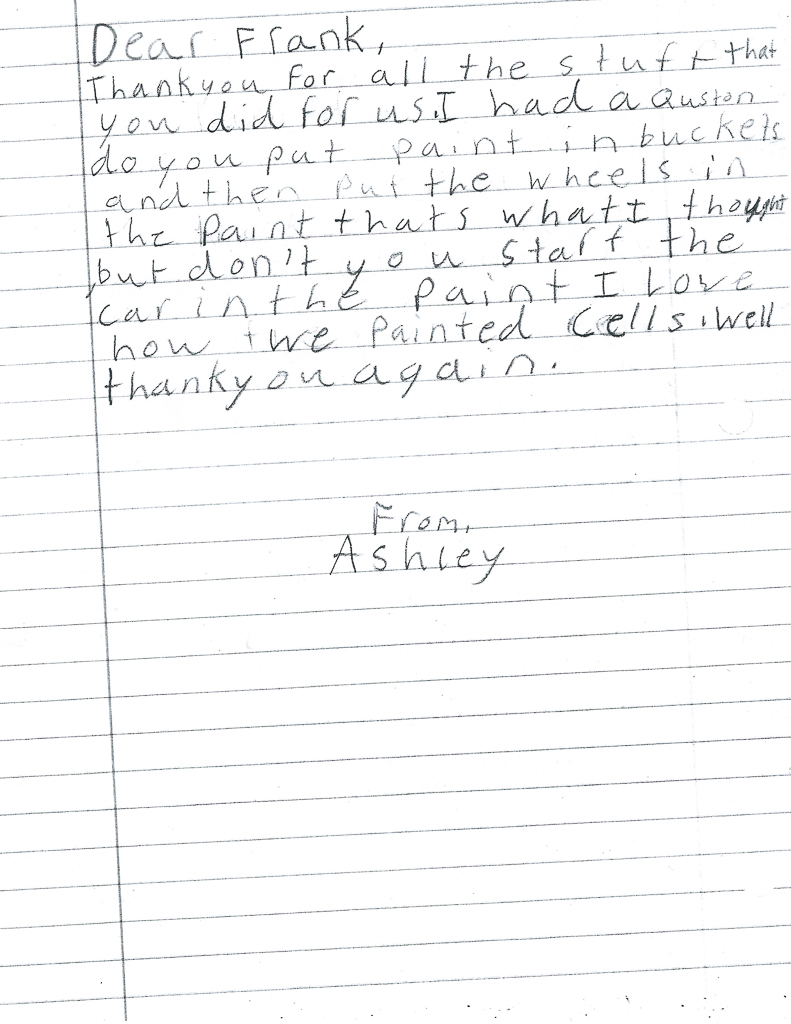 Dear Frank,
Thankyou for all the stuff that
you did for us. I had a Quston
do you put paint in buckets
and then put the wheels in
the Paint thats what I thought
but don't you start the
car in the paint I Love
how we Painted Cells. Well
thankyou again.
From,
Ashley